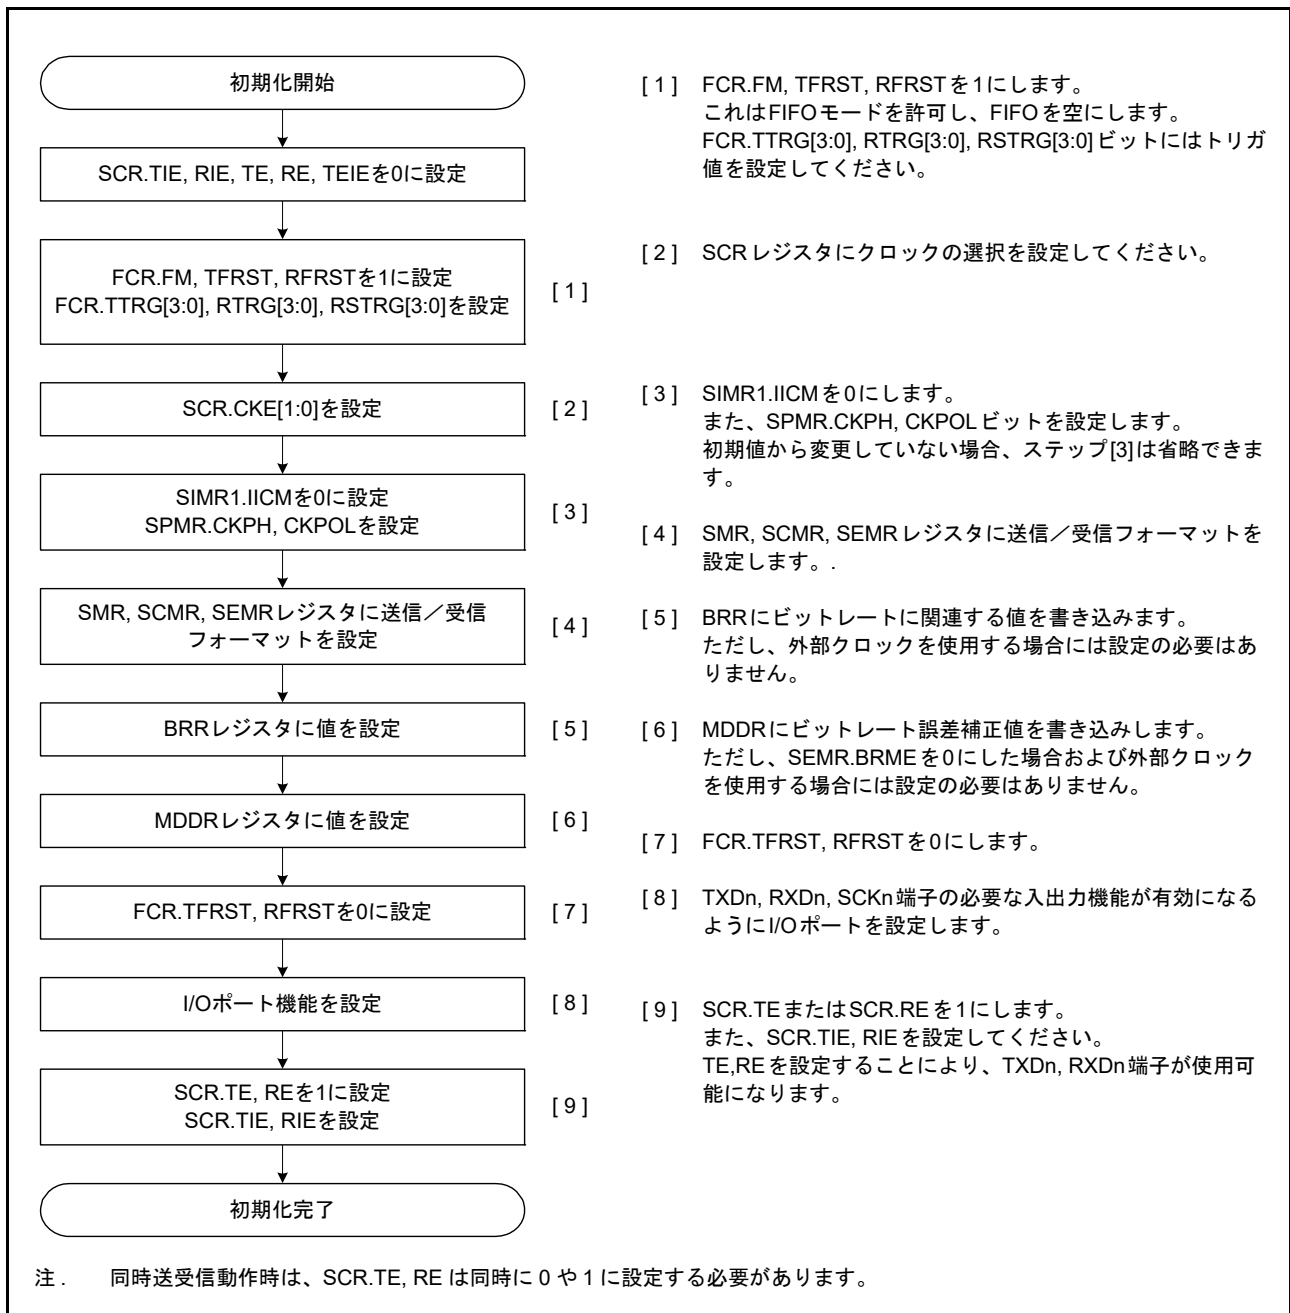 初期化開始
SCR.TIE, RIE, TE, RE, TEIEを0に設定
FCR.FM, TFRST, RFRSTを1に設定
FCR.TTRG[3:0], RTRG[3:0], RSTRG[3:0]を設定
[ 1 ]
SCR.CKE[1:0]を設定
[ 2 ]
SIMR1.IICMを0に設定
SPMR.CKPH, CKPOLを設定
[ 3 ]
SMR, SCMR, SEMRレジスタに送信／受信
フォーマットを設定
[ 4 ]
BRRレジスタに値を設定
[ 5 ]
MDDRレジスタに値を設定
[ 6 ]
FCR.TFRST, RFRSTを0に設定
[ 7 ]
I/Oポート機能を設定
[ 8 ]
SCR.TE, REを1に設定
SCR.TIE, RIEを設定
[ 9 ]
初期化完了
[ 1 ] FCR.FM, TFRST, RFRSTを1にします。
これはFIFOモードを許可し、FIFOを空にします。
FCR.TTRG[3:0], RTRG[3:0], RSTRG[3:0]ビットにはトリガ
値を設定してください。
[ 2 ] SCRレジスタにクロックの選択を設定してください。
[ 3 ] SIMR1.IICMを0にします。
また、SPMR.CKPH, CKPOLビットを設定します。
初期値から変更していない場合、ステップ[3]は省略できま
す。
[ 4 ] SMR, SCMR, SEMRレジスタに送信／受信フォーマットを
設定します。.
[ 5 ] BRRにビットレートに関連する値を書き込みます。
ただし、外部クロックを使用する場合には設定の必要はあ
りません。
[ 6 ] MDDRにビットレート誤差補正値を書き込みします。
ただし、SEMR.BRMEを0にした場合および外部クロック
を使用する場合には設定の必要はありません。
[ 7 ] FCR.TFRST, RFRSTを0にします。
[ 8 ] TXDn, RXDn, SCKn端子の必要な入出力機能が有効になる
ようにI/Oポートを設定します。
[ 9 ] SCR.TEまたはSCR.REを1にします。
また、SCR.TIE, RIEを設定してください。
TE,REを設定することにより、TXDn, RXDn端子が使用可
能になります。
注 . 同時送受信動作時は、SCR.TE, RE は同時に 0 や 1 に設定する必要があります。